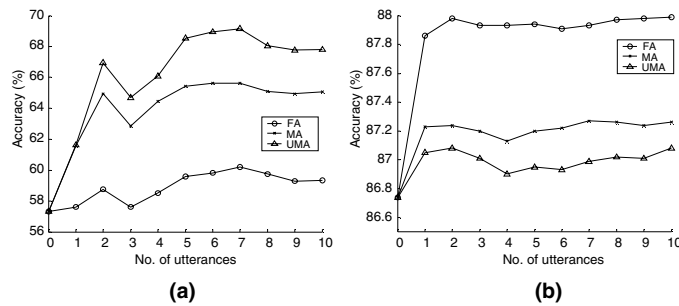 70
68
66
64
62
60
58
56
Accuracy (%)
FA
MA
UMA
0 1 2 3 4 5 6 7 8 9 10
No. of utterances
(a)
88
87.8
87.6
87.4
87.2
87
86.8
86.6
Accuracy (%)
FA
MA
UMA
0 1 2 3 4 5 6 7 8 9 10
No. of utterances
(b)